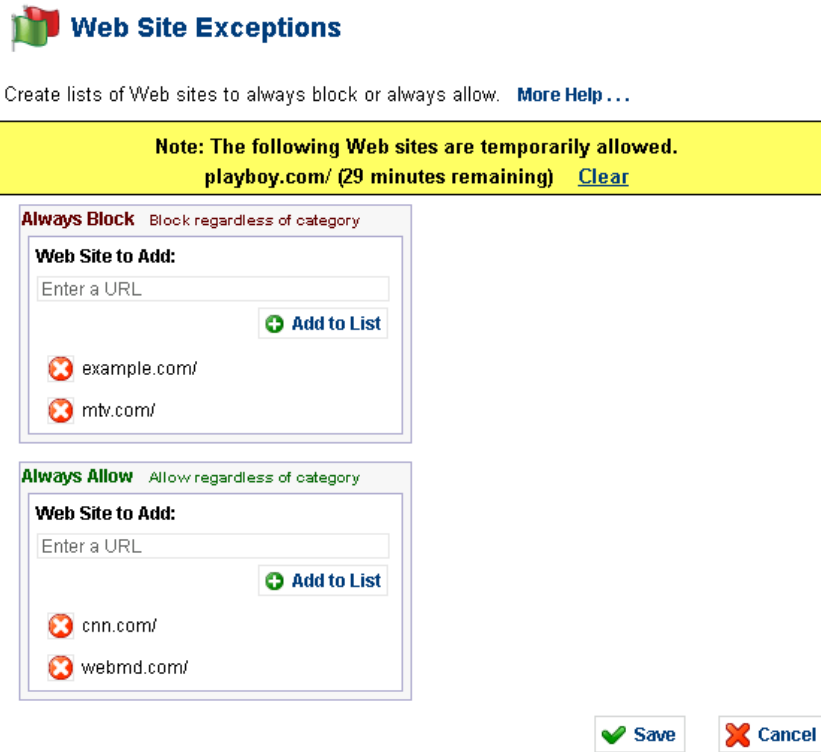 Web Site Exceptions
Create lists of Web sites to always block or always allow. More Help . . .
Note: The following Web sites are temporarily allowed.
playboy.com/ (29 minutes remaining) Clear
Always Block Block regardless of category
Web Site to Add:
Enter a URL
Add to List
example.com/
mtv.com/
Always Allow Allow regardless of category
Web Site to Add:
Enter a URL
Add to List
cnn.com/
webmd.com/
Save Cancel